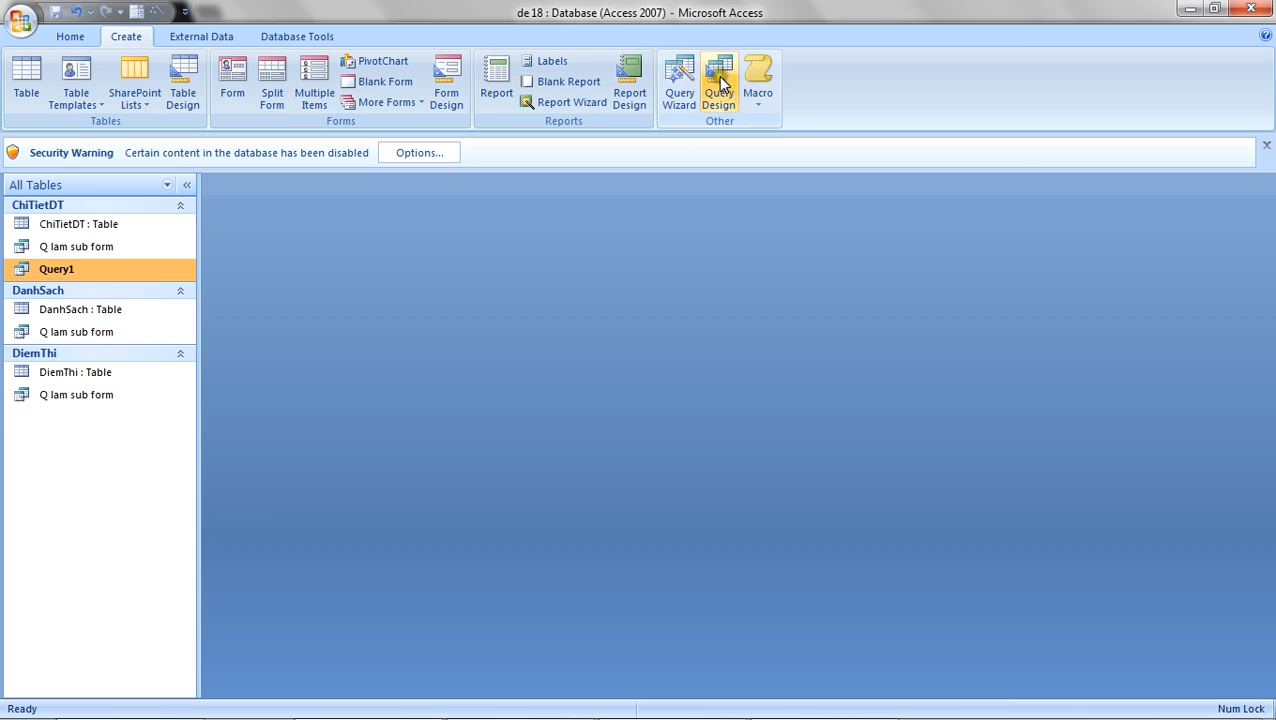 de 18 : Database (Access 2007) - Microsoft Access
Home Create External Data Database Tools
Table
Table Templates
SharePoint Lists
Table Design
Tables
Form
Split Form
Multiple Items
PivotChart
Blank Form
More Forms
Form Design
Forms
Report
Labels
Blank Report
Report Wizard
Report Design
Reports
Query Wizard
Query Design
Macro
Other
Security Warning Certain content in the database has been disabled Options...
All Tables
ChiTietDT
ChiTietDT : Table
Q lam sub form
Query1
DanhSach
DanhSach : Table
Q lam sub form
DiemThi
DiemThi : Table
Q lam sub form
Ready Num Lock